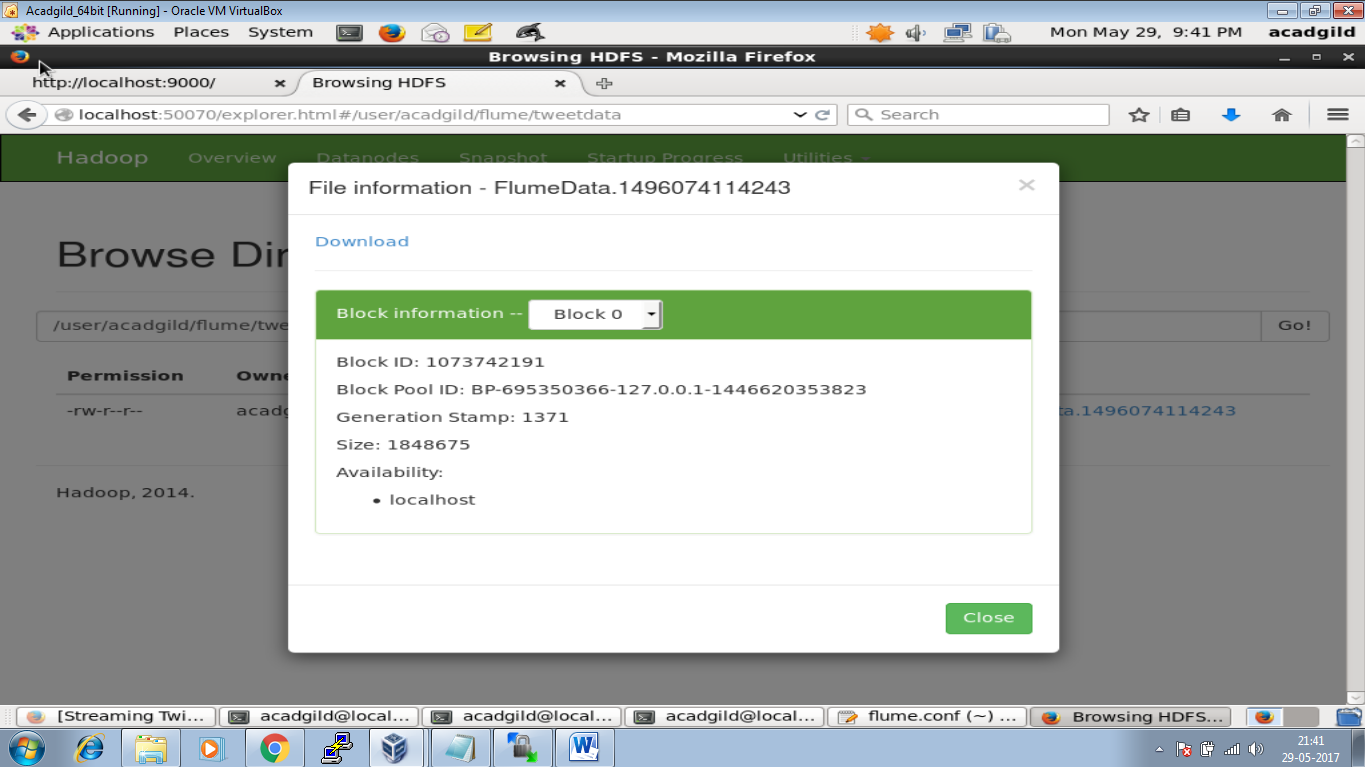 Acadgild_64bit [Running] - Oracle VM VirtualBox
Applications Places System Mon May 29, 9:41 PM acadgild
Browsing HDFS - Mozilla Firefox
http://localhost:9000/ Browsing HDFS
localhost:50070/explorer.html#/user/acadgild/flume/tweetdata Search
Hadoop Overview Datanodes Snapshot Startup Progress Utilities
File information - FlumeData.1496074114243
Download
Browse Dir
Block information -- Block 0
/user/acadgild/flume/twe Go!
Block ID: 1073742191
Permission Owne
Block Pool ID: BP-695350366-127.0.0.1-1446620353823
-rw-r--r-- acadg ta.1496074114243
Generation Stamp: 1371
Size: 1848675
Availability:
Hadoop, 2014.
• localhost
Close
[Streaming Twi... acadgild@local... acadgild@local... acadgild@local... flume.conf (~) ... Browsing HDFS...
21:41
29-05-2017